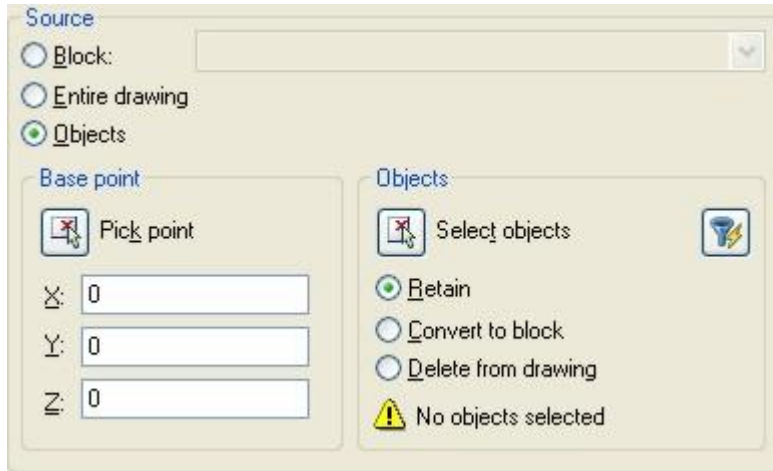 Source
Block:
Entire drawing
Objects
Base point
Pick point
X: 0
Y: 0
Z: 0
Objects
Select objects
Retain
Convert to block
Delete from drawing
No objects selected